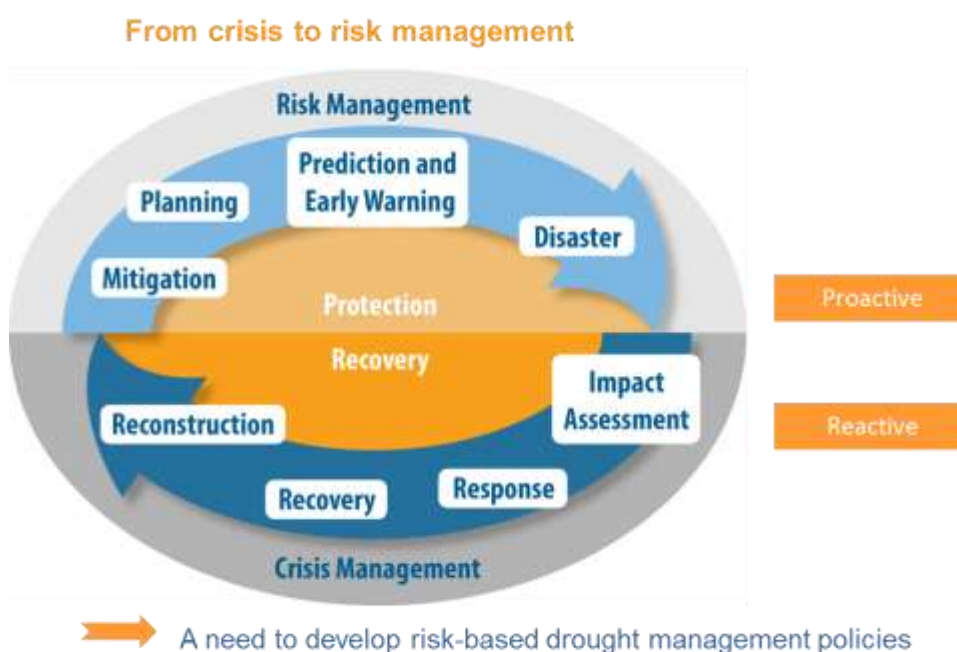 From crisis to risk management
Risk Management
Prediction and
Early Warning
Planning
Disaster
Mitigation
Protection
Proactive
Recovery
Impact
Assessment
Reconstruction
Reactive
Response
Recovery
Crisis Management
A need to develop risk-based drought management policies